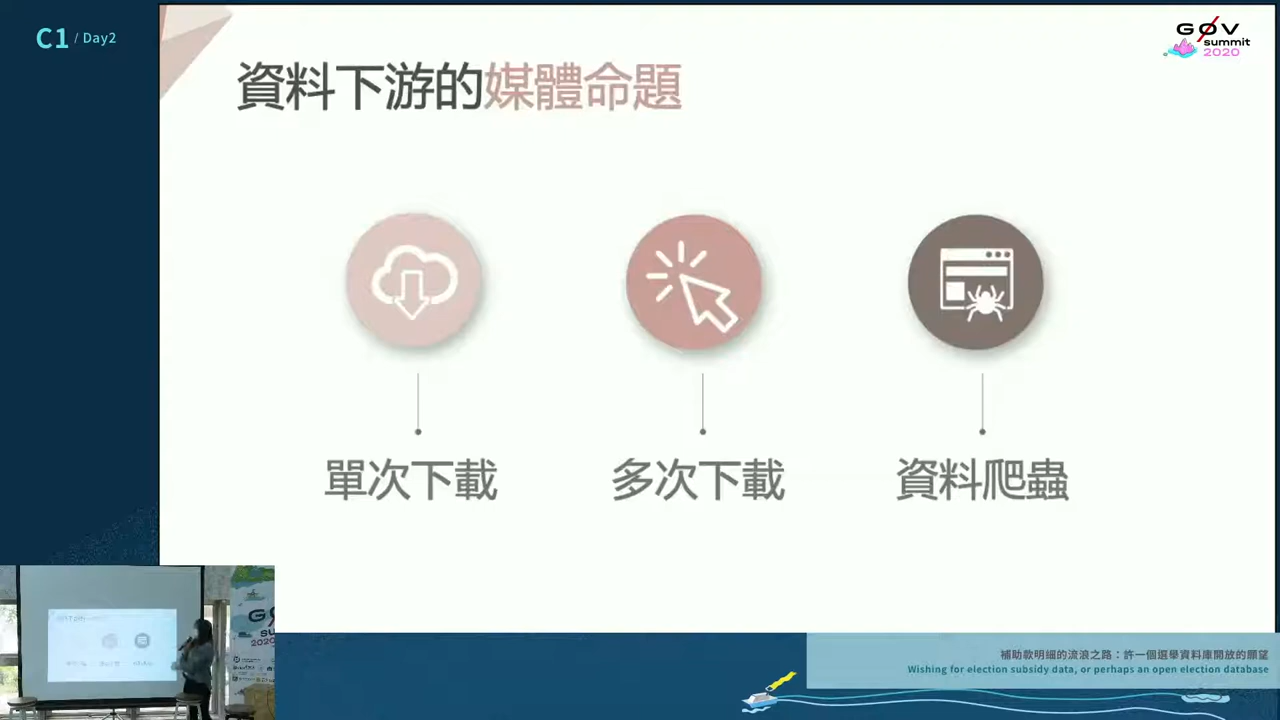 C1 / Day2
GØV
summit
2020
資料下游的媒體命題
單次下載
多次下載
資料爬蟲
補助款明細的流浪之路：許一個選舉資料庫開放的願望
Wishing for election subsidy data, or perhaps an open election database